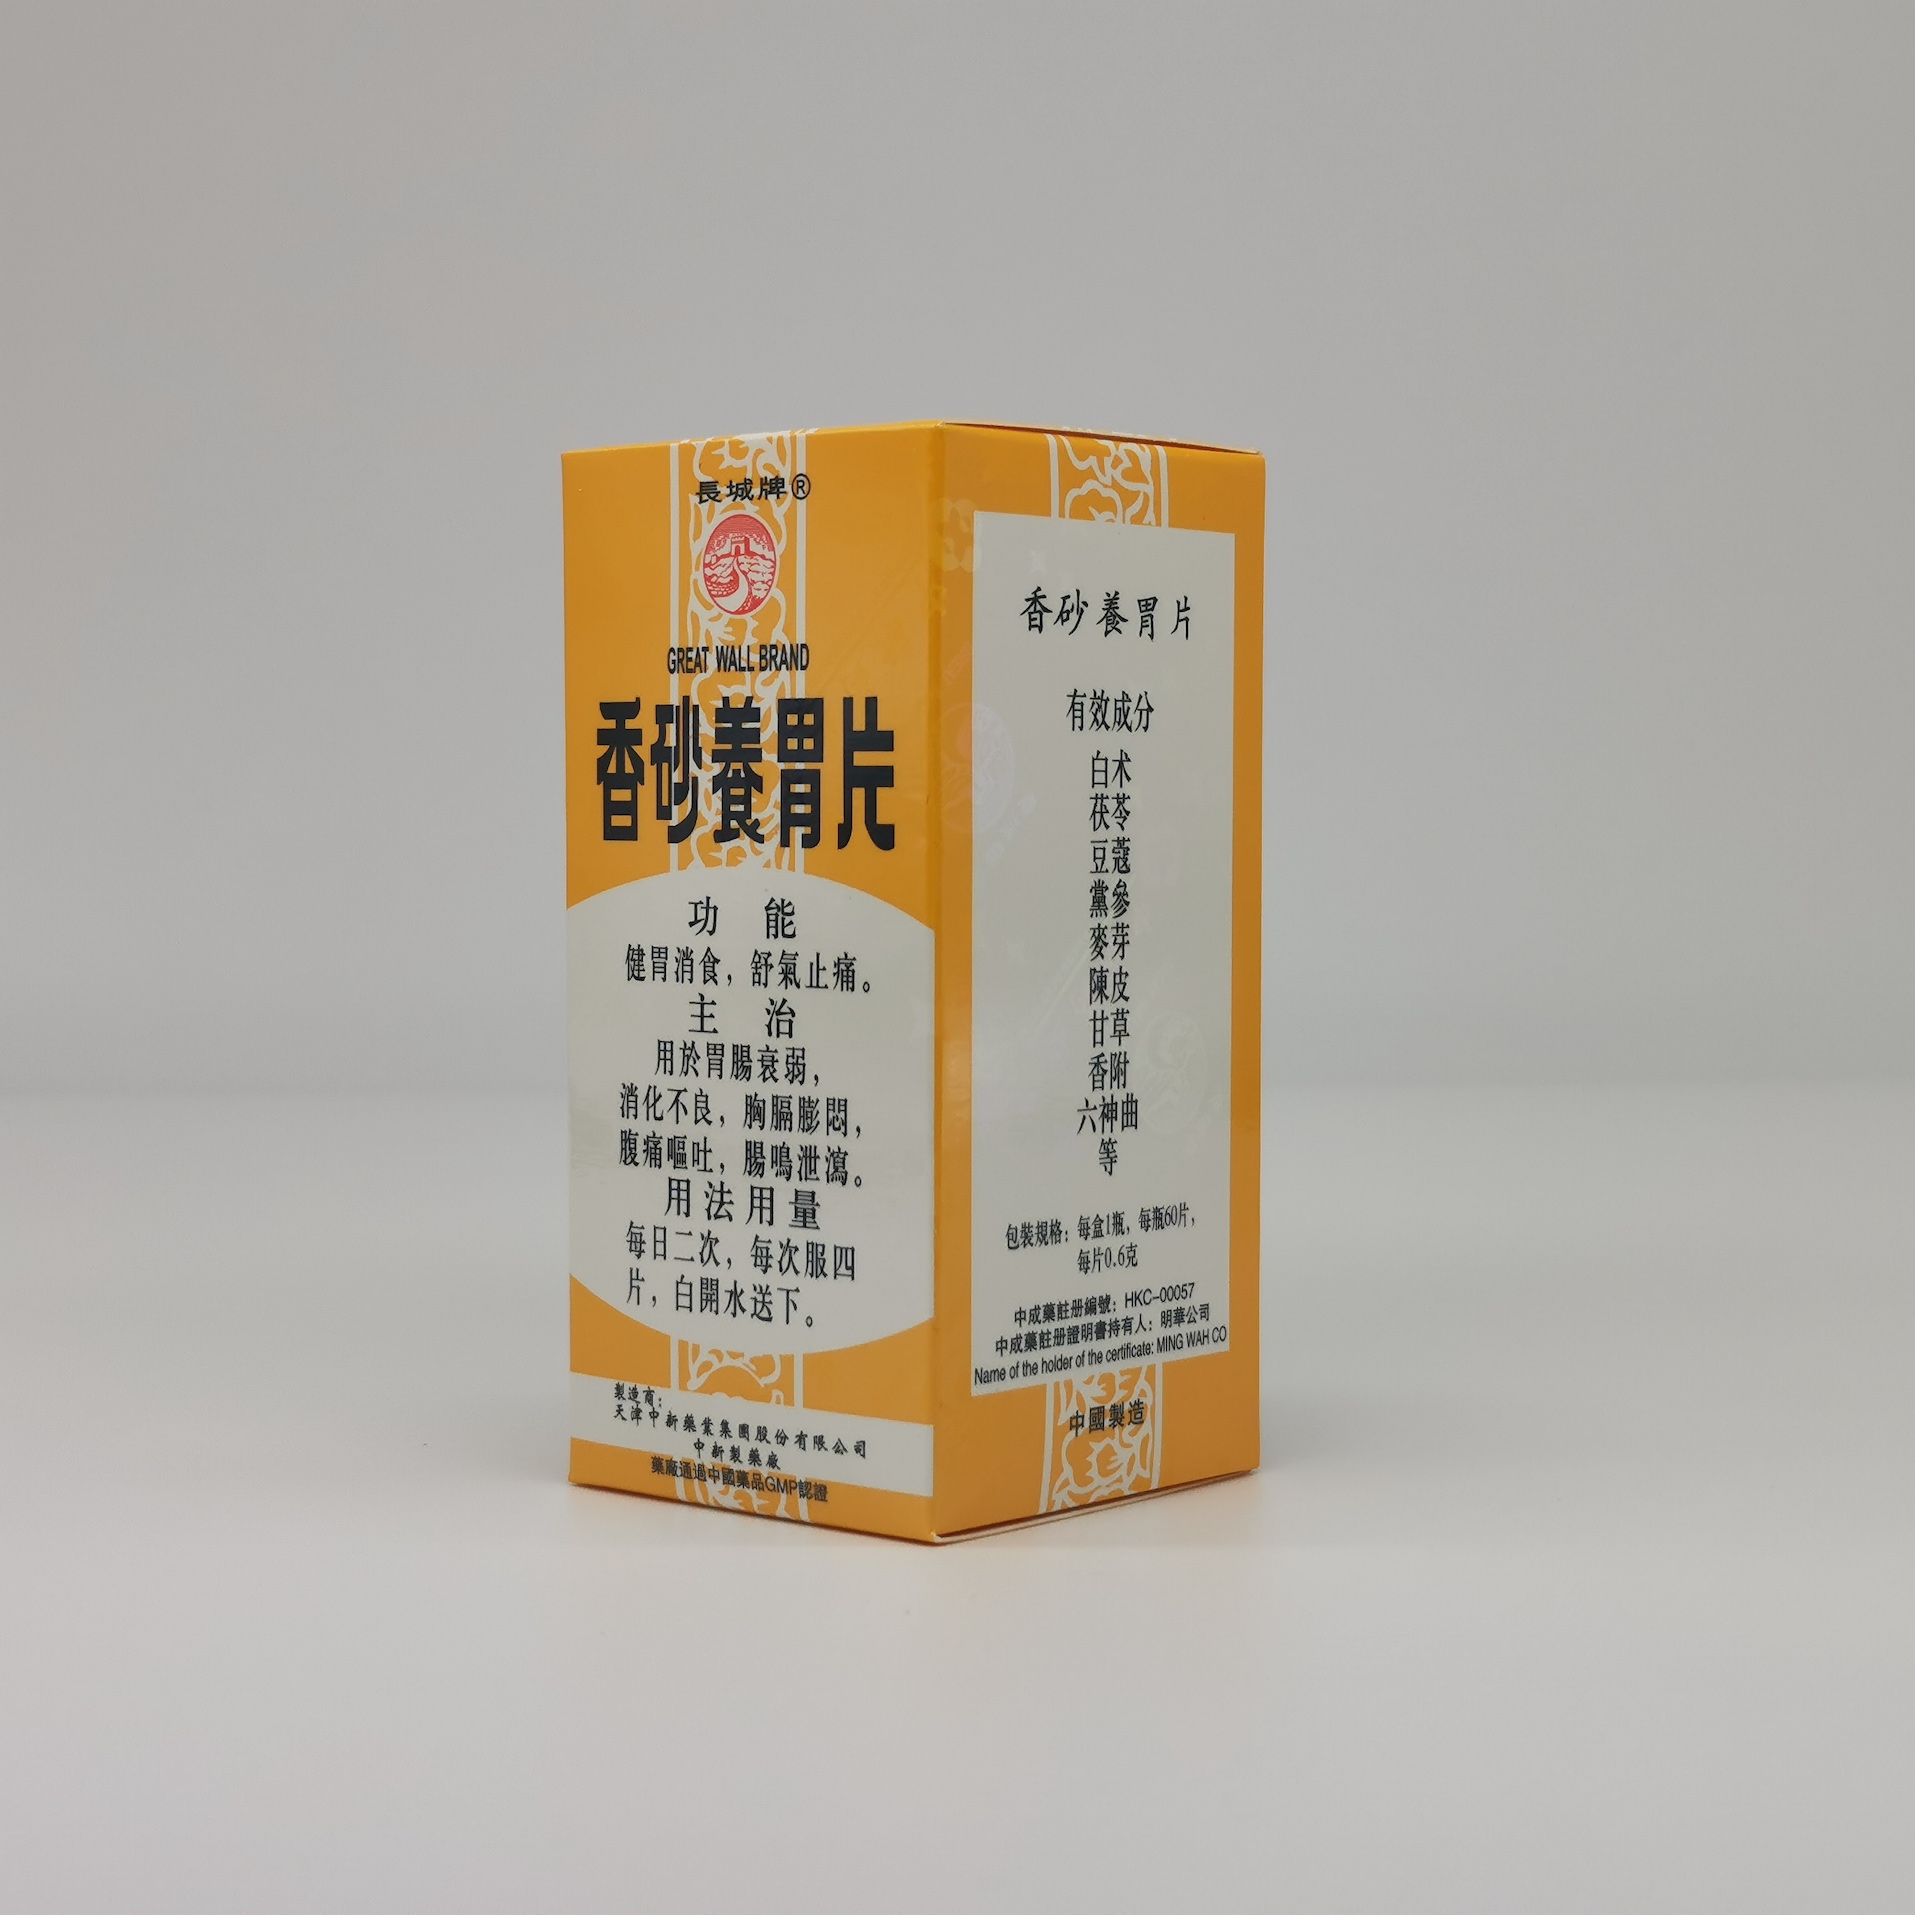 長城牌®
GREAT WALL BRAND
香砂養胃片
功能
健胃消食，舒氣止痛。
主治
用於胃腸衰弱，
消化不良，胸膈膨悶，
腹痛嘔吐，腸鳴泄瀉。
用法用量
每日二次，每次服四
片，白開水送下。
製造商：
天津中新藥業集團股份有限公司
中新製藥廠
藥廠通過中國藥品GMP認證
香砂養胃片
有效成分
白术
茯苓
豆蔻
黨參
麥芽
陳皮
甘草
香附
六神曲
等
包裝規格：每盒1瓶，每瓶60片，
每片0.6克
中成藥註册編號：HKC-00057
中成藥註册證明書持有人：明華公司
Name of the holder of the certificate: MING WAH CO
中國製造